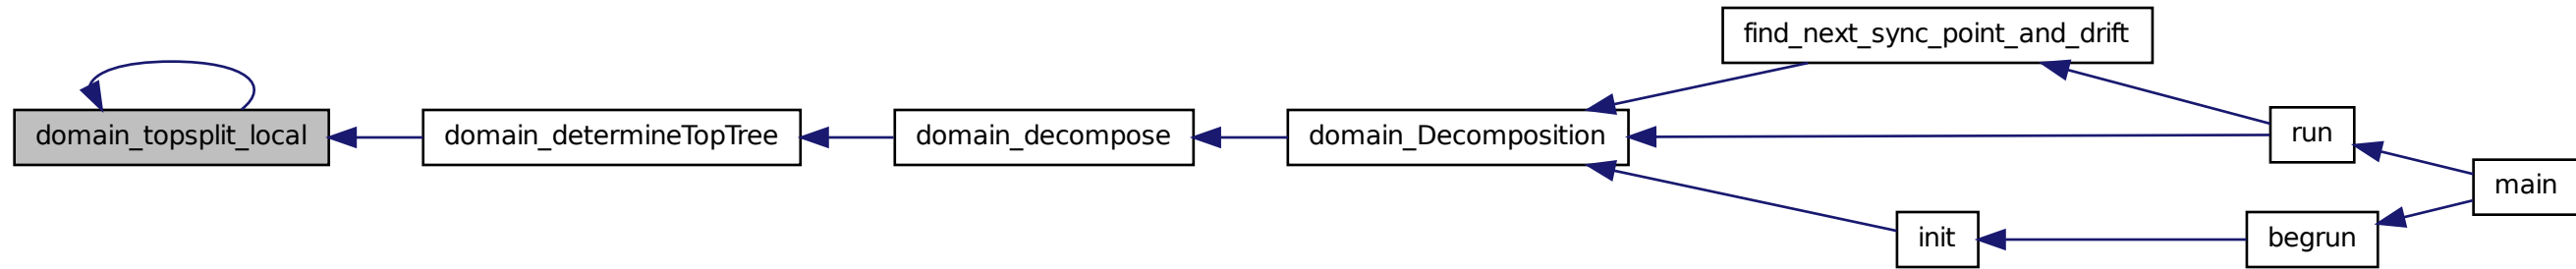 find_next_sync_point_and_drift
domain_topsplit_local
domain_determineTopTree
domain_decompose
domain_Decomposition
run
main
init
begrun